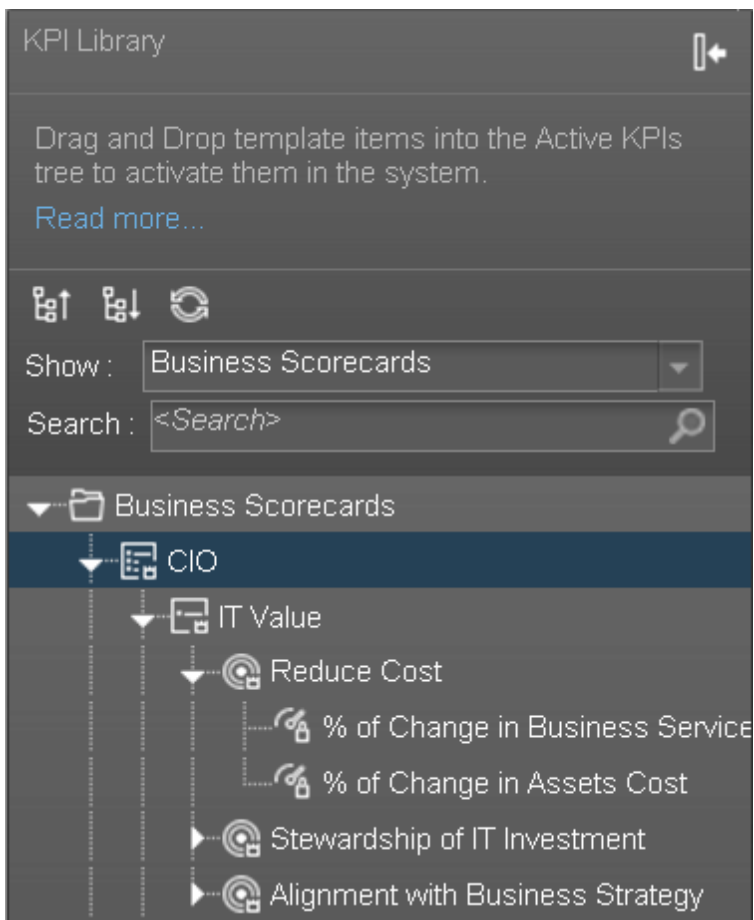 KPI Library
Drag and Drop template items into the Active KPIs
tree to activate them in the system.
Read more...
Show : Business Scorecards
Search : <Search>
Business Scorecards
CIO
IT Value
Reduce Cost
% of Change in Business Service
% of Change in Assets Cost
Stewardship of IT Investment
Alignment with Business Strategy